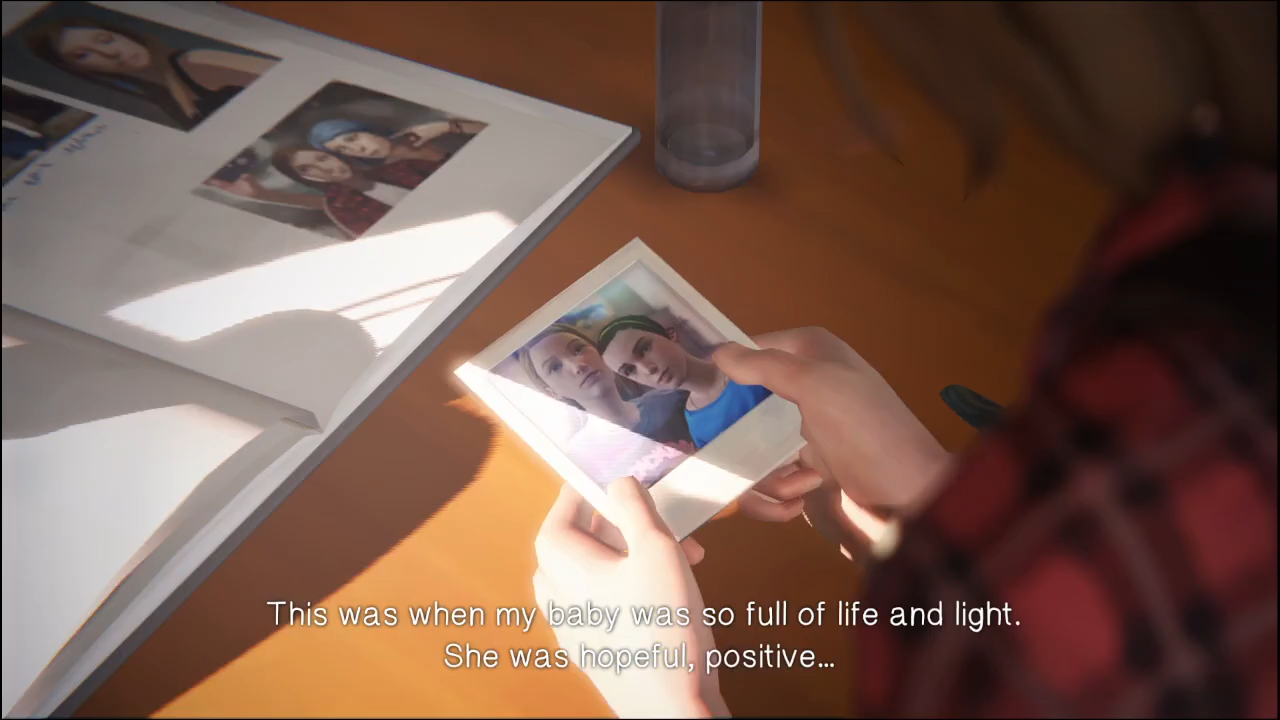 This was when my baby was so full of life and light.
She was hopeful, positive...